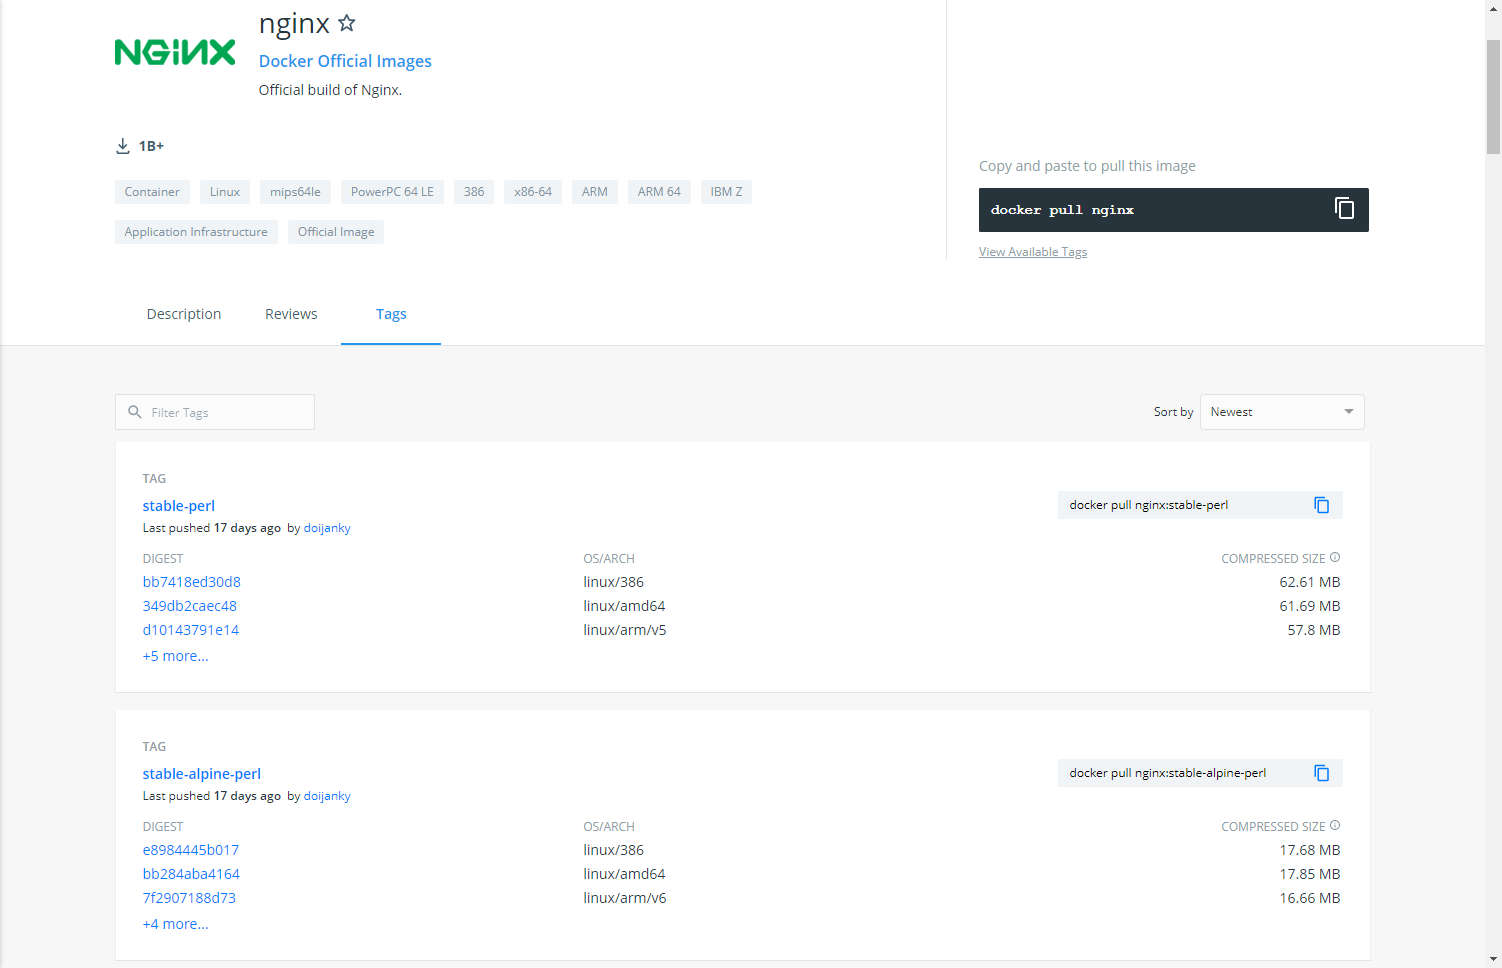 nginx
NGINX
Docker Official Images
Official build of Nginx.
1B+
Container Linux mips64le PowerPC 64 LE 386 x86-64 ARM ARM 64 IBM Z
Application Infrastructure Official Image
Copy and paste to pull this image
docker pull nginx
View Available Tags
Description Reviews Tags
Filter Tags
Sort by Newest
TAG
stable-perl
docker pull nginx:stable-perl
Last pushed 17 days ago by doijanky
DIGEST OS/ARCH COMPRESSED SIZE
bb7418ed30d8 linux/386 62.61 MB
349db2caec48 linux/amd64 61.69 MB
d10143791e14 linux/arm/v5 57.8 MB
+5 more...
TAG
stable-alpine-perl
docker pull nginx:stable-alpine-perl
Last pushed 17 days ago by doijanky
DIGEST OS/ARCH COMPRESSED SIZE
e8984445b017 linux/386 17.68 MB
bb284aba4164 linux/amd64 17.85 MB
7f2907188d73 linux/arm/v6 16.66 MB
+4 more...